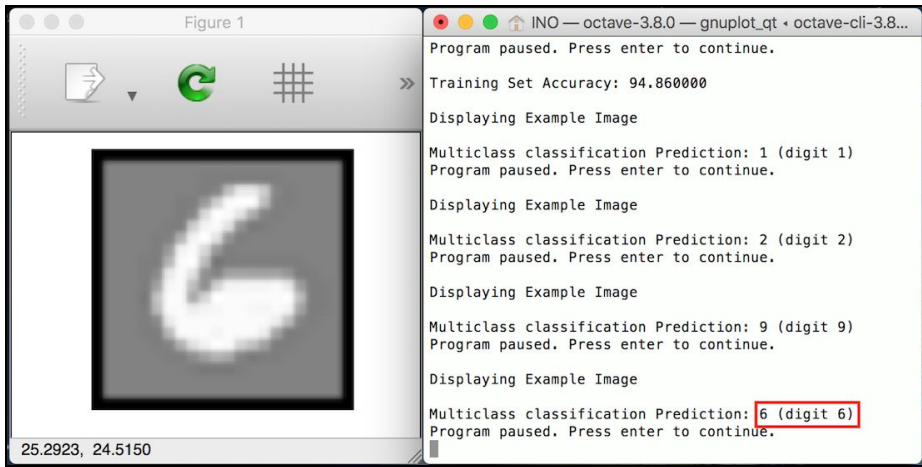 Figure 1
»
25.2923, 24.5150
INO — octave-3.8.0 — gnuplot_qt ◂ octave-cli-3.8...
Program paused. Press enter to continue.
Training Set Accuracy: 94.860000
Displaying Example Image
Multiclass classification Prediction: 1 (digit 1)
Program paused. Press enter to continue.
Displaying Example Image
Multiclass classification Prediction: 2 (digit 2)
Program paused. Press enter to continue.
Displaying Example Image
Multiclass classification Prediction: 9 (digit 9)
Program paused. Press enter to continue.
Displaying Example Image
Multiclass classification Prediction: 6 (digit 6)
Program paused. Press enter to continue.